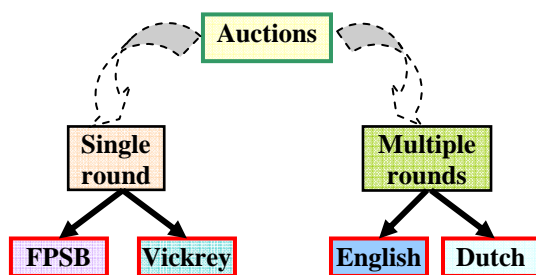 Auctions
Single
round
Multiple
rounds
FPSB
Vickrey
English
Dutch